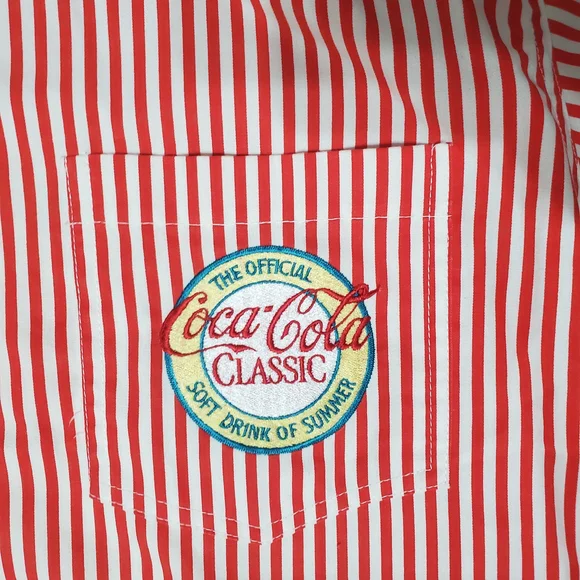 THE OFFICIAL
Coca-Cola
CLASSIC
SOFT DRINK OF SUMMER